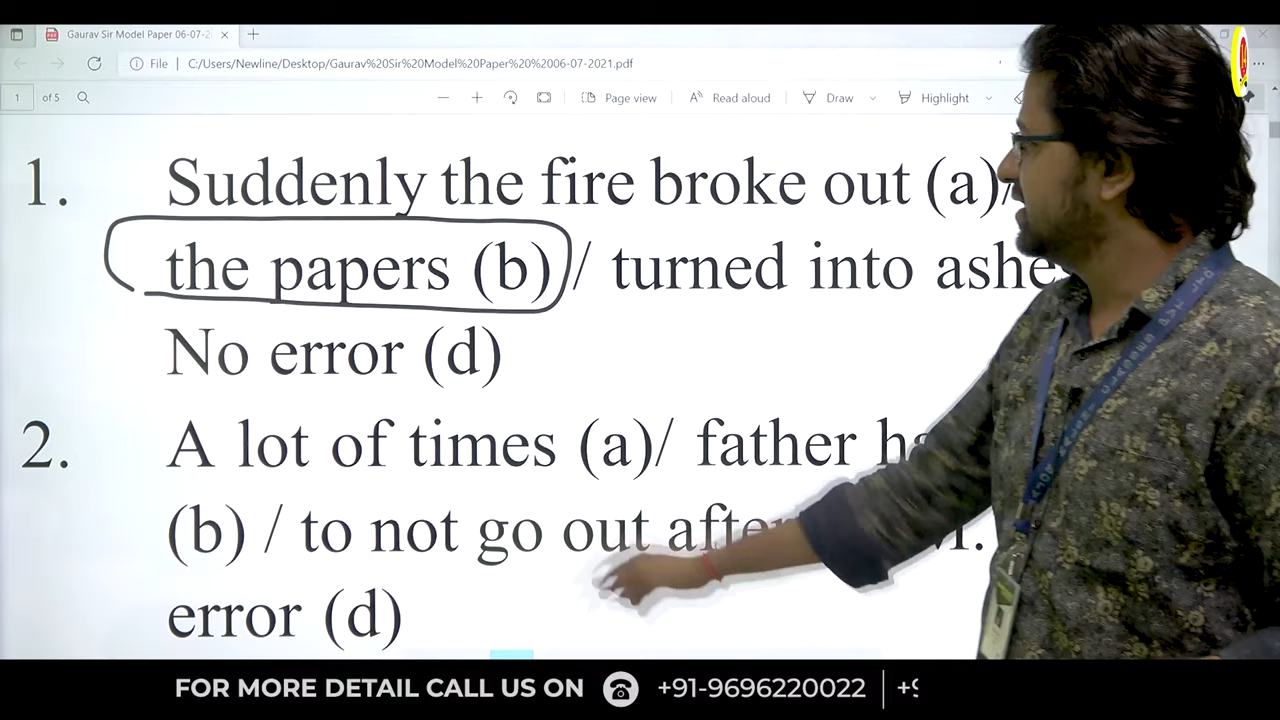 Gaurav Sir Model Paper 06-07-2
File
C:/Users/Newline/Desktop/Gaurav%20Sir%20Model%20Paper%20%2006-07-2021.pdf
1 of 5
Page view
Read aloud
Draw
Highlight
1. Suddenly the fire broke out (a)/
the papers (b) / turned into ashe
No error (d)
2. A lot of times (a)/ father
(b) / to not go out after
error (d)
FOR MORE DETAIL CALL US ON +91-9696220022